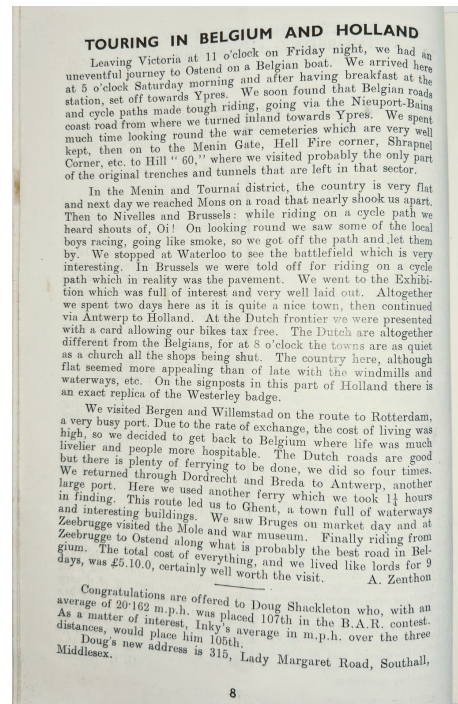 TOURING IN BELGIUM AND HOLLAND
Leaving Victoria at 11 o'clock on Friday night, we had an
uneventful journey to Ostend on a Belgian boat. We arrived here
at 5 o'clock Saturday morning and after having breakfast at the
station, set off towards Ypres. We soon found that Belgian roads
and cycle paths made tough riding, going via the Nieuport-Bains
coast road from where we turned inland towards Ypres. We spent
much time looking round the war cemeteries which are very well
kept, then on to the Menin Gate, Hell Fire corner, Shrapnel
Corner, etc. to Hill " 60," where we visited probably the only part
of the original trenches and tunnels that are left in that sector.
In the Menin and Tournai district, the country is very flat
and next day we reached Mons on a road that nearly shook us apart.
Then to Nivelles and Brussels: while riding on a cycle path we
heard shouts of, Oi! On looking round we saw some of the local
boys racing, going like smoke, so we got off the path and let them
by. We stopped at Waterloo to see the battlefield which is very
interesting. In Brussels we were told off for riding on a cycle
path which in reality was the pavement. We went to the Exhibi-
tion which was full of interest and very well laid out. Altogether
we spent two days here as it is quite a nice town, then continued
via Antwerp to Holland. At the Dutch frontier we were presented
with a card allowing our bikes tax free. The Dutch are altogether
different from the Belgians, for at 8 o'clock the towns are as quiet
as a church all the shops being shut. The country here, although
flat seemed more appealing than of late with the windmills and
waterways, etc. On the signposts in this part of Holland there is
an exact replica of the Westerley badge.
We visited Bergen and Willemstad on the route to Rotterdam,
a very busy port. Due to the rate of exchange, the cost of living was
high, so we decided to get back to Belgium where life was much
livelier and people more hospitable. The Dutch roads are good
but there is plenty of ferrying to be done, we did so four times.
We returned through Dordrecht and Breda to Antwerp, another
large port. Here we used another ferry which we took 1¼ hours
in finding. This route led us to Ghent, a town full of waterways
and interesting buildings. We saw Bruges on market day and at
Zeebrugge visited the Mole and war museum. Finally riding from
Zeebrugge to Ostend along what is probably the best road in Bel-
gium. The total cost of everything, and we lived like lords for 9
days, was £5.10.0, certainly well worth the visit. A. Zenthon
Congratulations are offered to Doug Shackleton who, with an
average of 20·162 m.p.h. was placed 107th in the B.A.R. contest.
As a matter of interest, Inky's average in m.p.h. over the three
distances, would place him 105th.
Doug's new address is 315, Lady Margaret Road, Southall,
Middlesex.
8